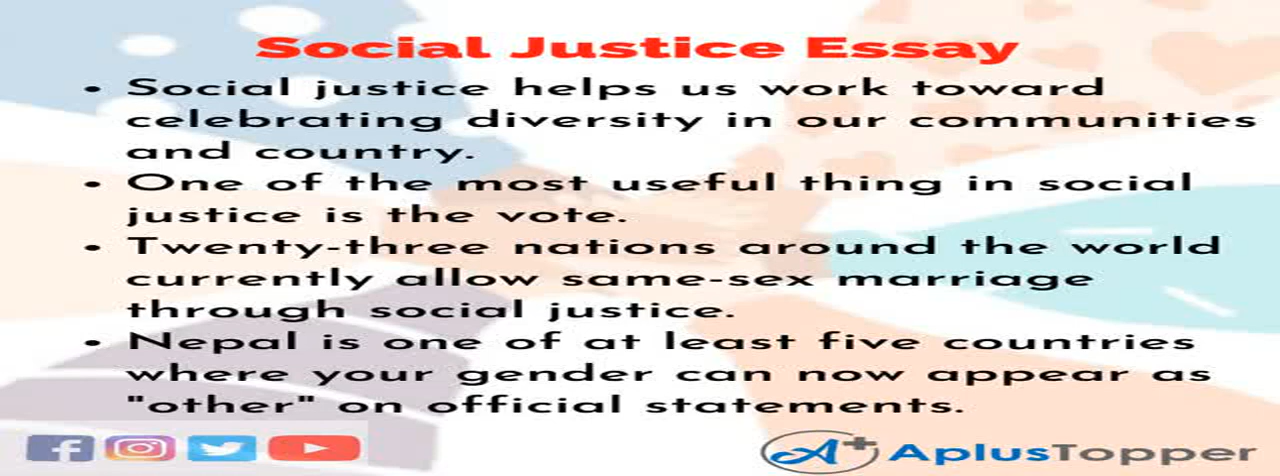 Social Justice Essay
• Social justice helps us work toward
celebrating diversity in our communities
and country.
• One of the most useful thing in social
justice is the vote.
• Twenty-three nations around the world
currently allow same-sex marriage
through social justice.
• Nepal is one of at least five countries
where your gender can now appear as
"other" on official statements.
A+ AplusTopper